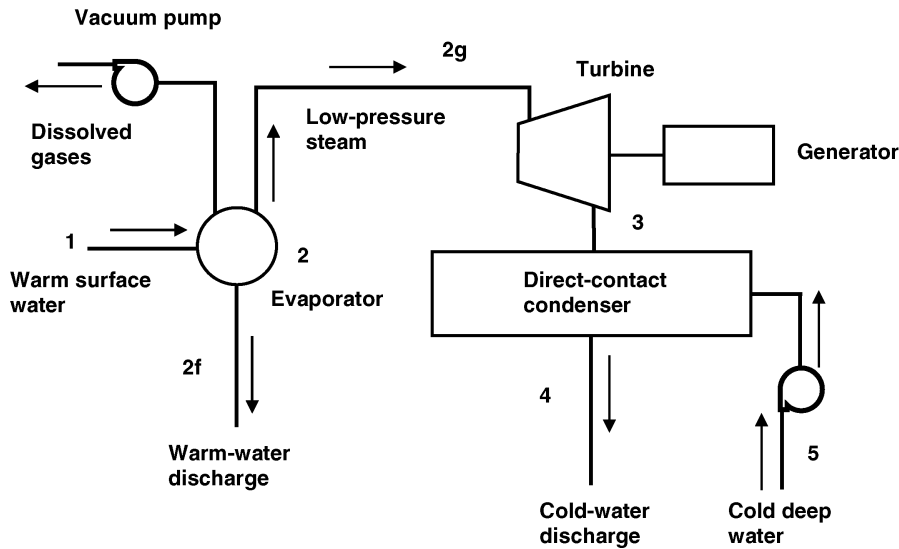 Vacuum pump
2g
Turbine
Dissolved
gases
Low-pressure
steam
Generator
1
2
3
Warm surface
water
Evaporator
Direct-contact
condenser
2f
4
5
Warm-water
discharge
Cold-water
discharge
Cold deep
water